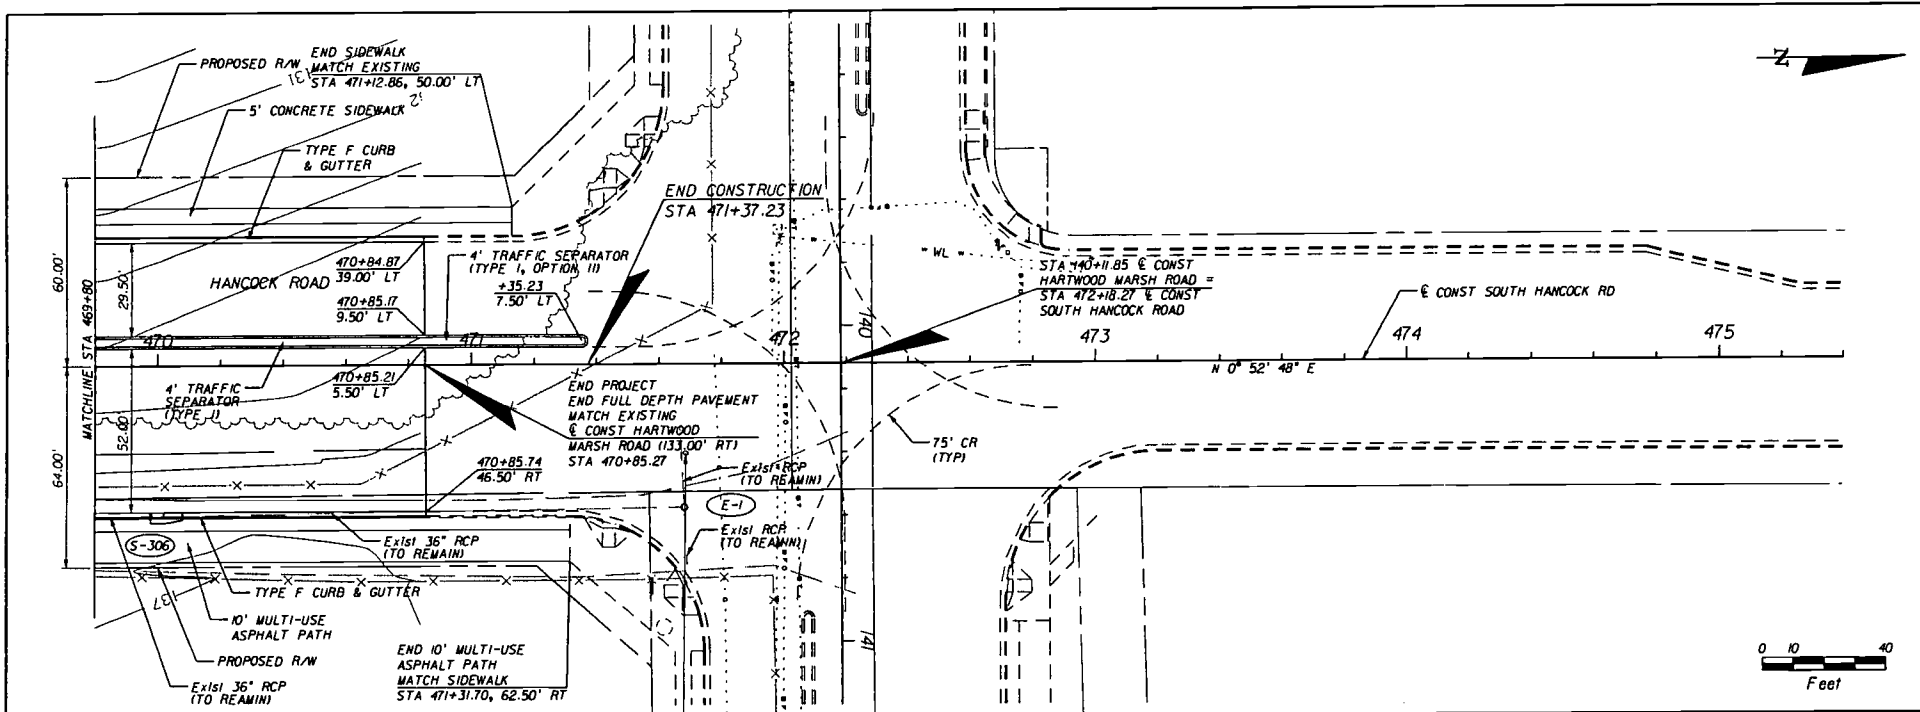 PROPOSED R/W
END SIDEWALK
MATCH EXISTING
STA 471+12.86, 50.00' LT
131
5' CONCRETE SIDEWALK
TYPE F CURB
& GUTTER
END CONSTRUCTION
STA 471+37.23
N
60.00'
29.50'
HANCOCK ROAD
470+84.87
39.00' LT
470+85.17
9.50' LT
4' TRAFFIC SEPARATOR
(TYPE I, OPTION II)
+35.23
7.50' LT
" WL "
STA 140+11.85 ℄ CONST
HARTWOOD MARSH ROAD =
STA 472+18.27 ℄ CONST
SOUTH HANCOCK ROAD
℄ CONST SOUTH HANCOCK RD
MATCHLINE STA 469+80
470
471
472
140
473
474
475
N 0° 52' 48" E
4' TRAFFIC
SEPARATOR
(TYPE I)
470+85.21
5.50' LT
END PROJECT
END FULL DEPTH PAVEMENT
MATCH EXISTING
℄ CONST HARTWOOD
MARSH ROAD (133.00' RT)
STA 470+85.27
75' CR
(TYP)
64.00'
52.00
470+85.74
46.50' RT
Exist RCP
(TO REAMIN)
E-1
Exist RCP
(TO REAMIN)
S-306
Exist 36" RCP
(TO REMAIN)
TYPE F CURB & GUTTER
137
10' MULTI-USE
ASPHALT PATH
PROPOSED R/W
Exist 36" RCP
(TO REAMIN)
END 10' MULTI-USE
ASPHALT PATH
MATCH SIDEWALK
STA 471+31.70, 62.50' RT
141
0 10 40
Feet